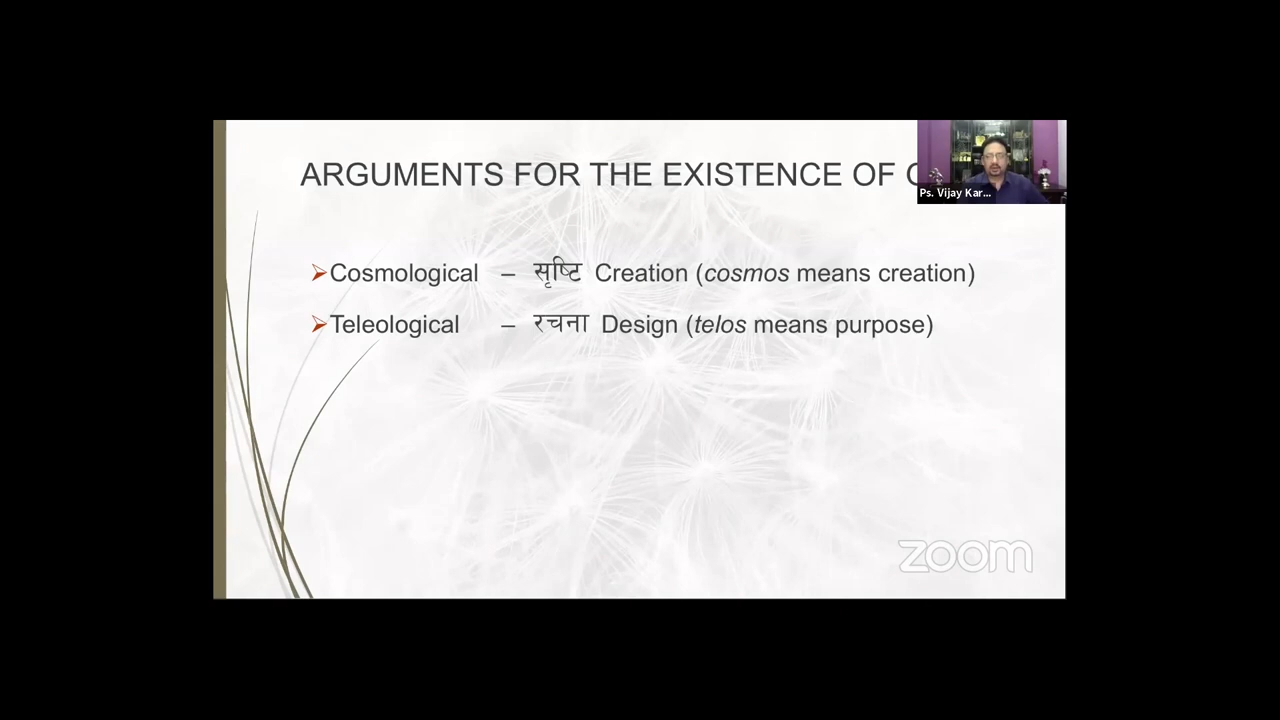 ARGUMENTS FOR THE EXISTENCE OF
Ps. Vijay Kar...
➢Cosmological – सृष्टि Creation (cosmos means creation)
➢Teleological – रचना Design (telos means purpose)
zoom